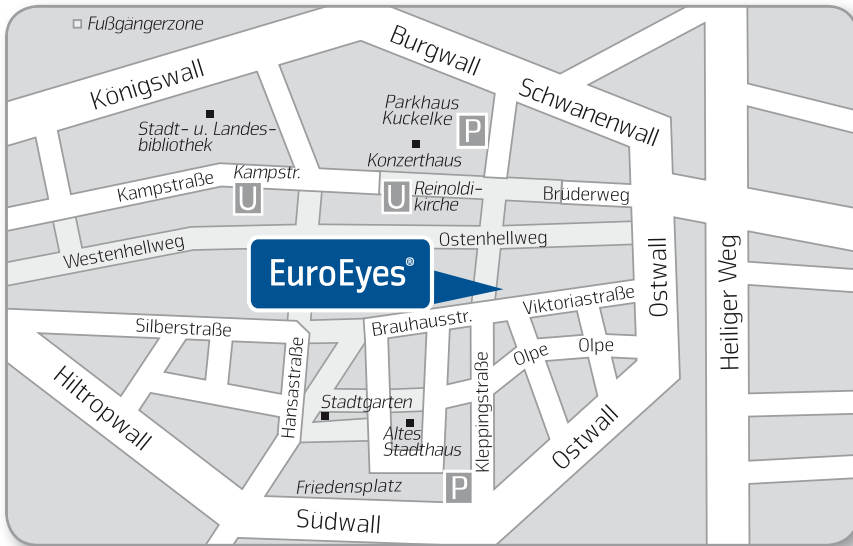 Fußgängerzone
Burgwall
Königswall
Schwanenwall
Parkhaus
Kuckelke
P
Stadt- u. Landes-
bibliothek
Konzerthaus
Kampstr.
Kampstraße
U
U
Reinoldi-
kirche
Brüderweg
Westenhellweg
Ostenhellweg
EuroEyes®
Ostwall
Heiliger Weg
Viktoriastraße
Silberstraße
Brauhausstr.
Hansastraße
Olpe
Olpe
Hiltropwall
Kleppingstraße
Stadtgarten
Altes
Stadthaus
Ostwall
Friedensplatz
P
Südwall